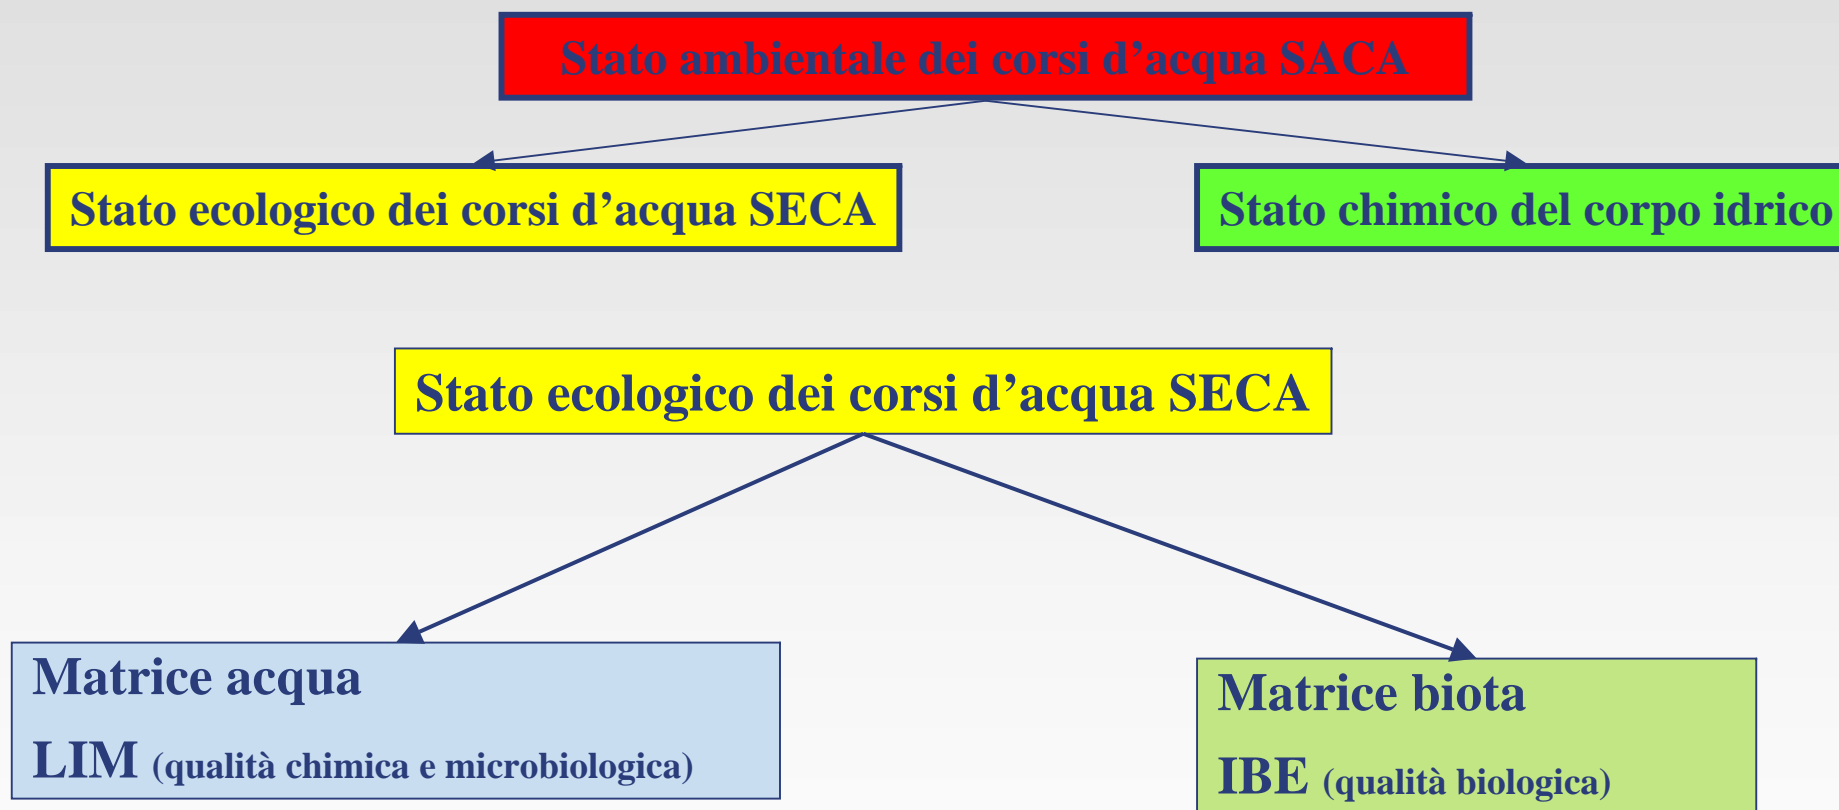 Stato ambientale dei corsi d’acqua SACA
Stato ecologico dei corsi d’acqua SECA
Stato chimico del corpo idrico
Stato ecologico dei corsi d’acqua SECA
Matrice acqua
LIM (qualità chimica e microbiologica)
Matrice biota
IBE (qualità biologica)